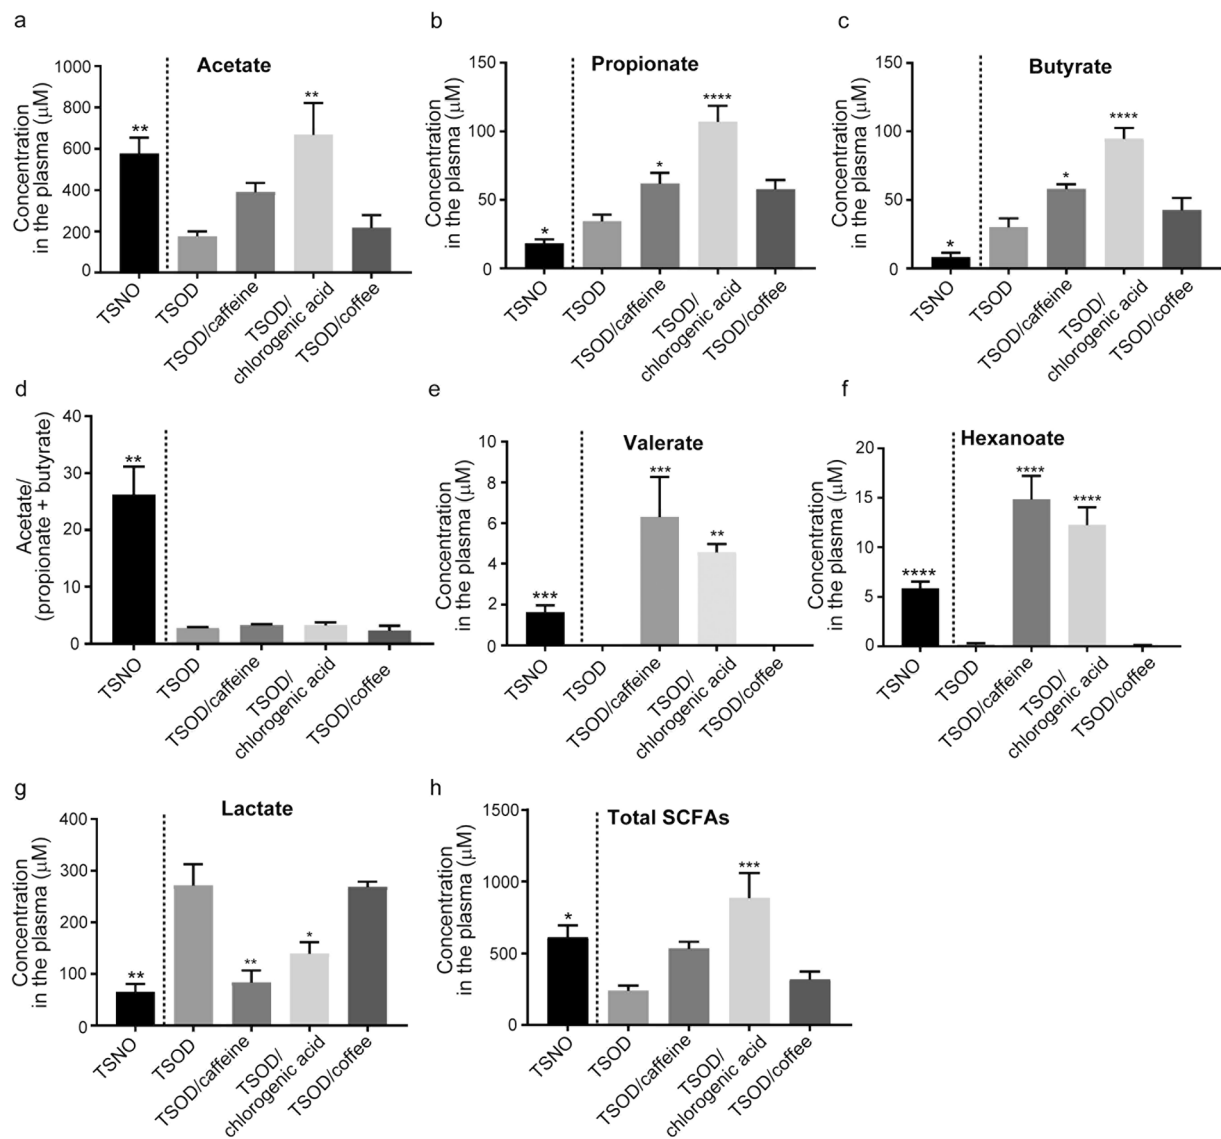 a
Acetate
Concentration
in the plasma (μM)
1000
800
600
400
200
0
**
**
TSNO
TSOD
TSOD/caffeine
TSOD/
chlorogenic acid
TSOD/coffee
b
Propionate
Concentration
in the plasma (μM)
150
100
50
0
*
*
****
TSNO
TSOD
TSOD/caffeine
TSOD/
chlorogenic acid
TSOD/coffee
c
Butyrate
Concentration
in the plasma (μM)
150
100
50
0
*
*
****
TSNO
TSOD
TSOD/caffeine
TSOD/
chlorogenic acid
TSOD/coffee
d
Acetate/
(propionate + butyrate)
40
30
20
10
0
**
TSNO
TSOD
TSOD/caffeine
TSOD/
chlorogenic acid
TSOD/coffee
e
Valerate
Concentration
in the plasma (μM)
10
8
6
4
2
0
***
***
**
TSNO
TSOD
TSOD/caffeine
TSOD/
chlorogenic acid
TSOD/coffee
f
Hexanoate
Concentration
in the plasma (μM)
20
15
10
5
0
****
****
****
TSNO
TSOD
TSOD/caffeine
TSOD/
chlorogenic acid
TSOD/coffee
g
Lactate
Concentration
in the plasma (μM)
400
300
200
100
0
**
**
*
TSNO
TSOD
TSOD/caffeine
TSOD/
chlorogenic acid
TSOD/coffee
h
Total SCFAs
Concentration
in the plasma (μM)
1500
1000
500
0
*
***
TSNO
TSOD
TSOD/caffeine
TSOD/
chlorogenic acid
TSOD/coffee